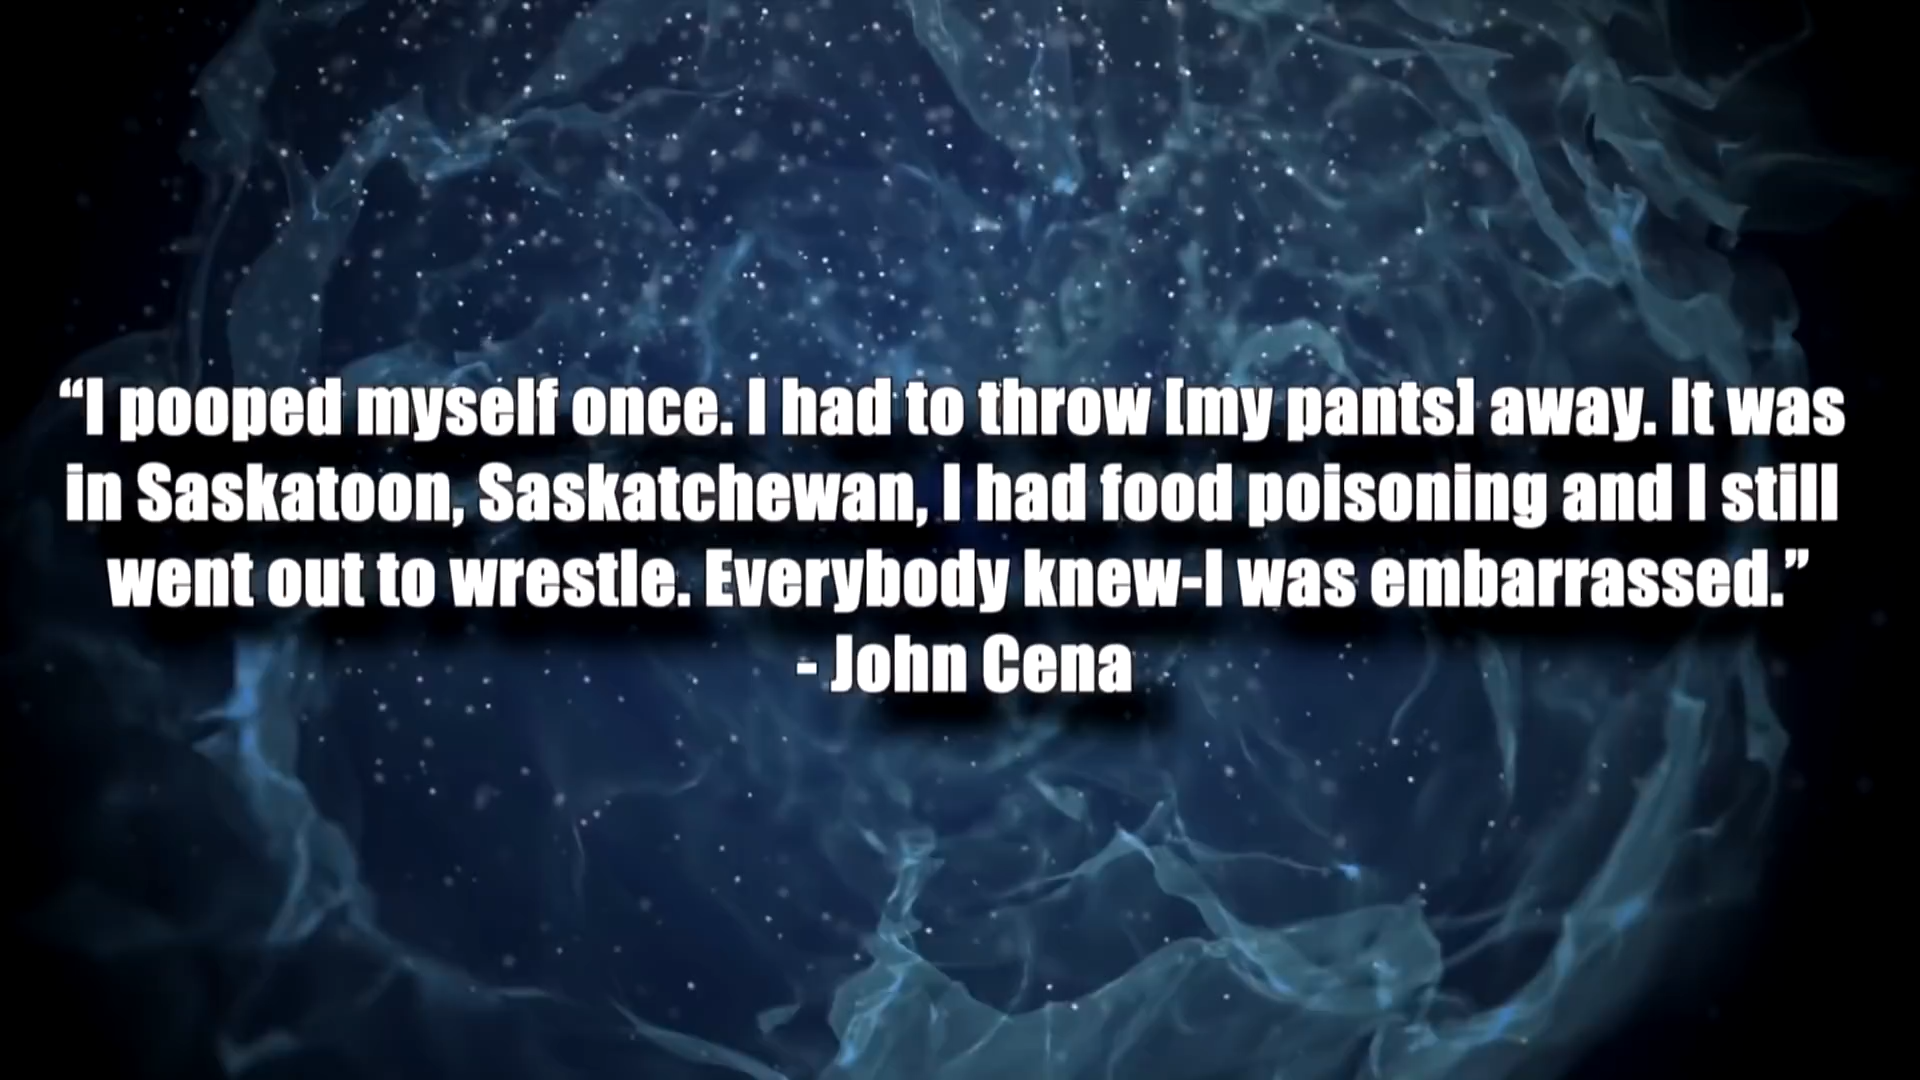 “I pooped myself once. I had to throw [my pants] away. It was
in Saskatoon, Saskatchewan, I had food poisoning and I still
went out to wrestle. Everybody knew-I was embarrassed.”
- John Cena